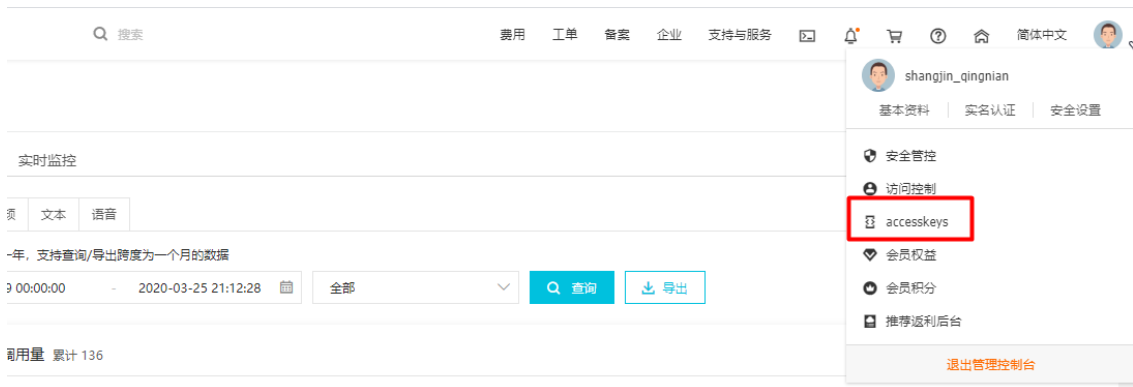 搜索 费用 工单 备案 企业 支持与服务 简体中文
shangjin_qingnian
基本资料 实名认证 安全设置
实时监控
安全管控
访问控制
文本 语音
accesskeys
一年，支持查询/导出跨度为一个月的数据
会员权益
9 00:00:00 - 2020-03-25 21:12:28 全部 查询 导出
会员积分
推荐返利后台
调用量 累计 136
退出管理控制台